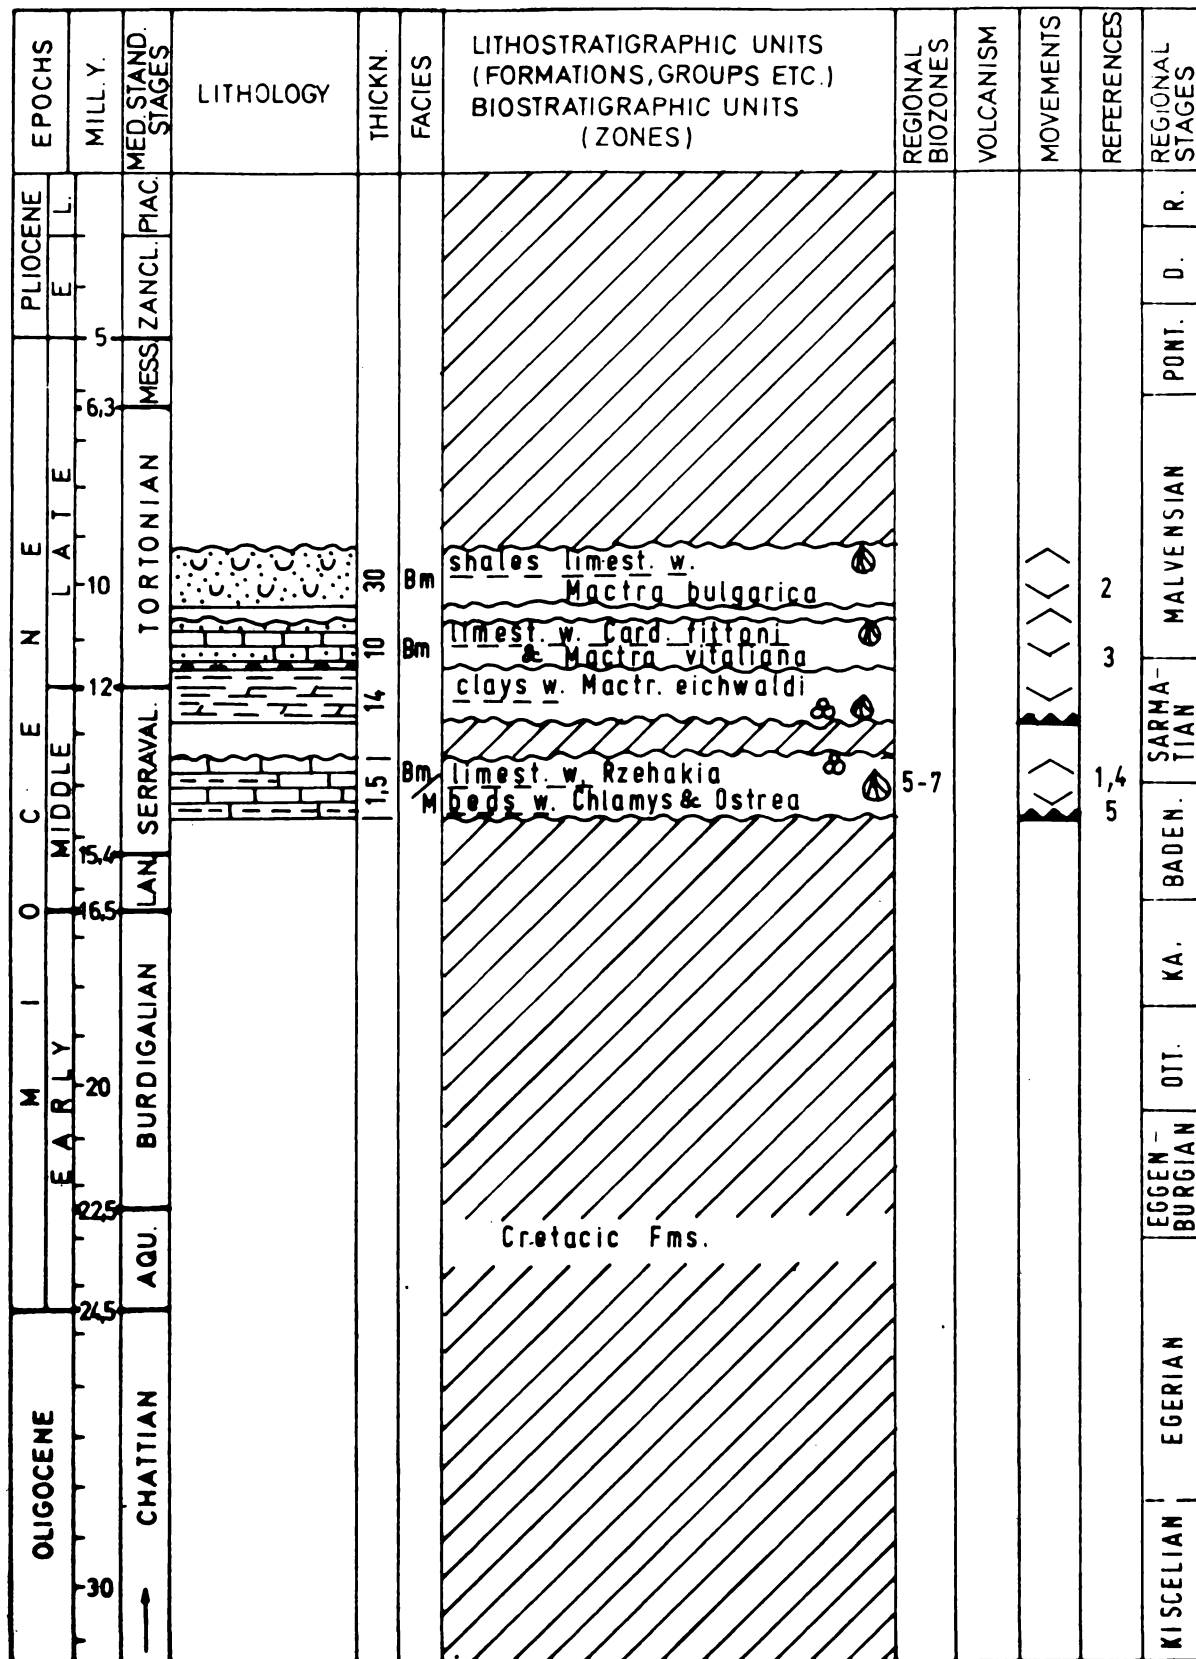 EPOCHS
MILL.Y.
MED.STAND.
STAGES
LITHOLOGY
THICKN.
FACIES
LITHOSTRATIGRAPHIC UNITS
(FORMATIONS, GROUPS ETC.)
BIOSTRATIGRAPHIC UNITS
(ZONES)
REGIONAL
BIOZONES
VOLCANISM
MOVEMENTS
REFERENCES
REGIONAL
STAGES
PLIOCENE
L.
E
MIOCENE
LATE
MIDDLE
EARLY
OLIGOCENE
5
6,3
10
12
15,4
16,5
20
22,5
24,5
30
PIAC.
ZANCL.
MESS.
TORTONIAN
SERRAVAL.
LAN.
BURDIGALIAN
AQU.
CHATTIAN
30
10
14
1,5
Bm
Bm
Bm/M
shales limest. w.
Mactra bulgarica
limest. w. Card. fittoni
& Mactra vitaliana
clays w. Mactr. eichwaldi
limest. w. Rzehakia
beds w. Chlamys & Ostrea
Cretacic Fms.
5-7
2
3
1,4
5
R.
D.
PONT.
MALVENSIAN
SARMA-
TIAN
BADEN.
KA.
OTT.
EGGEN-
BURGIAN
EGERIAN
KISCELIAN